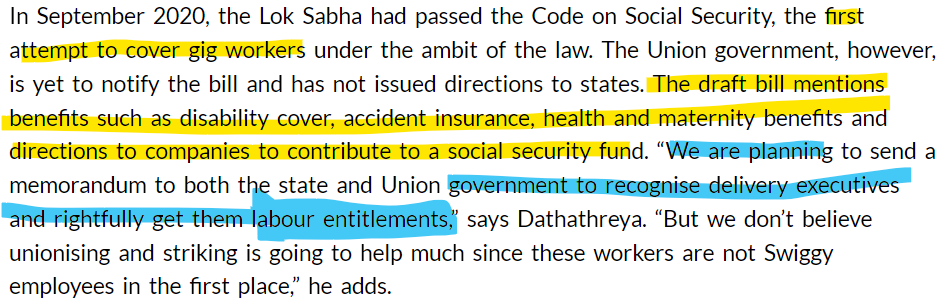 In September 2020, the Lok Sabha had passed the Code on Social Security, the first
attempt to cover gig workers under the ambit of the law. The Union government, however,
is yet to notify the bill and has not issued directions to states. The draft bill mentions
benefits such as disability cover, accident insurance, health and maternity benefits and
directions to companies to contribute to a social security fund. “We are planning to send a
memorandum to both the state and Union government to recognise delivery executives
and rightfully get them labour entitlements,” says Dathathreya. “But we don’t believe
unionising and striking is going to help much since these workers are not Swiggy
employees in the first place,” he adds.